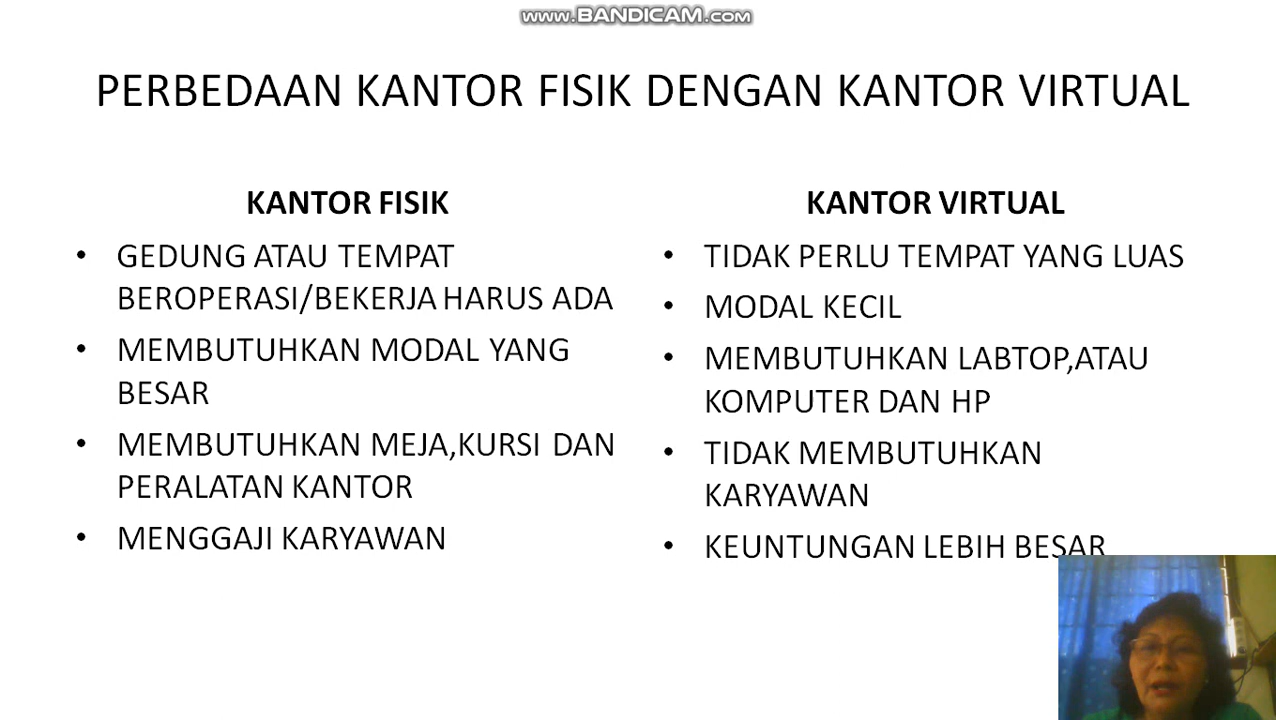 www.BANDICAM.com
PERBEDAAN KANTOR FISIK DENGAN KANTOR VIRTUAL
KANTOR FISIK
• GEDUNG ATAU TEMPAT
BEROPERASI/BEKERJA HARUS ADA
• MEMBUTUHKAN MODAL YANG
BESAR
• MEMBUTUHKAN MEJA,KURSI DAN
PERALATAN KANTOR
• MENGGAJI KARYAWAN
KANTOR VIRTUAL
• TIDAK PERLU TEMPAT YANG LUAS
• MODAL KECIL
• MEMBUTUHKAN LABTOP,ATAU
KOMPUTER DAN HP
• TIDAK MEMBUTUHKAN
KARYAWAN
• KEUNTUNGAN LEBIH BESAR